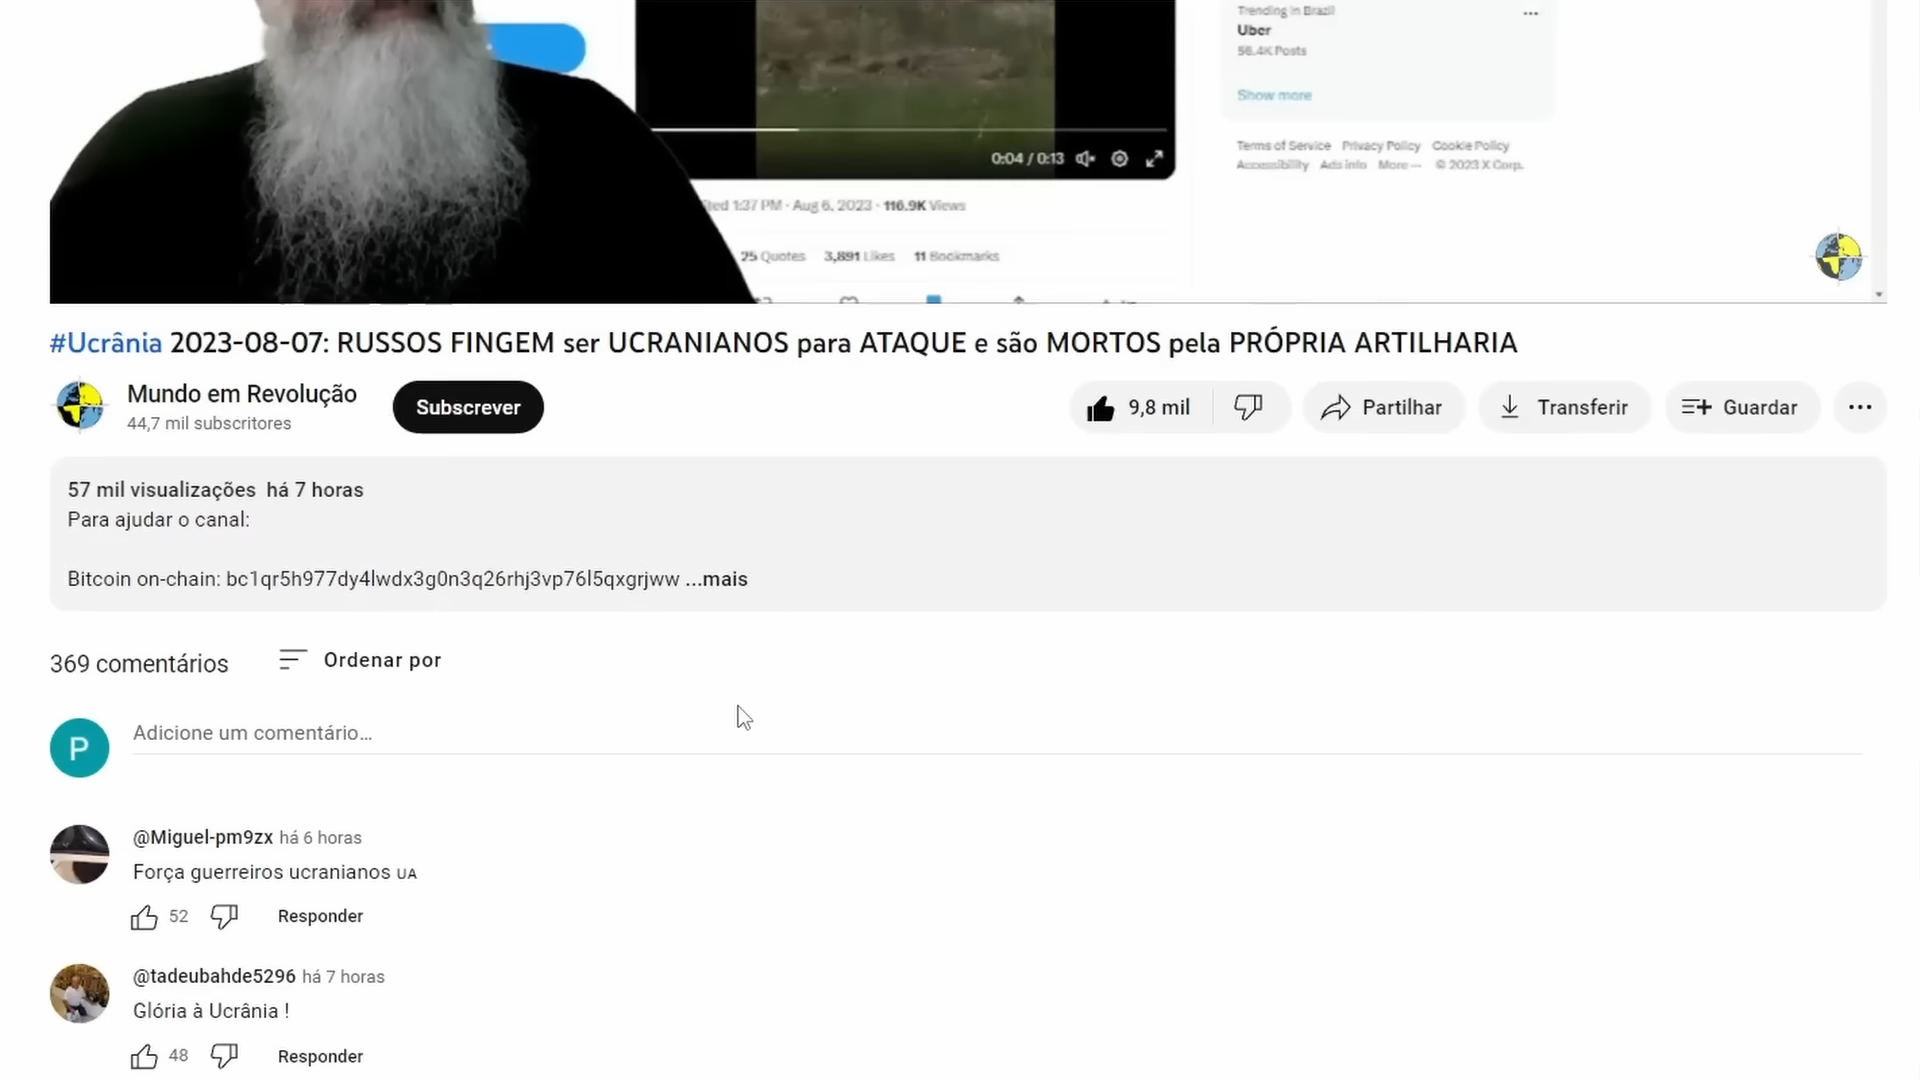 Trending in Brazil
Uber
56.4K Posts
Show more
Terms of Service Privacy Policy Cookie Policy
Accessibility Ads info More ··· © 2023 X Corp.
0:04 / 0:13
1:37 PM · Aug 6, 2023 · 116.9K Views
25 Quotes 3,891 Likes 11 Bookmarks
#Ucrânia 2023-08-07: RUSSOS FINGEM ser UCRANIANOS para ATAQUE e são MORTOS pela PRÓPRIA ARTILHARIA
Mundo em Revolução
44,7 mil subscritores
Subscrever
9,8 mil
Partilhar
Transferir
Guardar
57 mil visualizações há 7 horas
Para ajudar o canal:
Bitcoin on-chain: bc1qr5h977dy4lwdx3g0n3q26rhj3vp76l5qxgrjww ...mais
369 comentários
Ordenar por
P
Adicione um comentário...
@Miguel-pm9zx há 6 horas
Força guerreiros ucranianos UA
52
Responder
@tadeubahde5296 há 7 horas
Glória à Ucrânia !
48
Responder